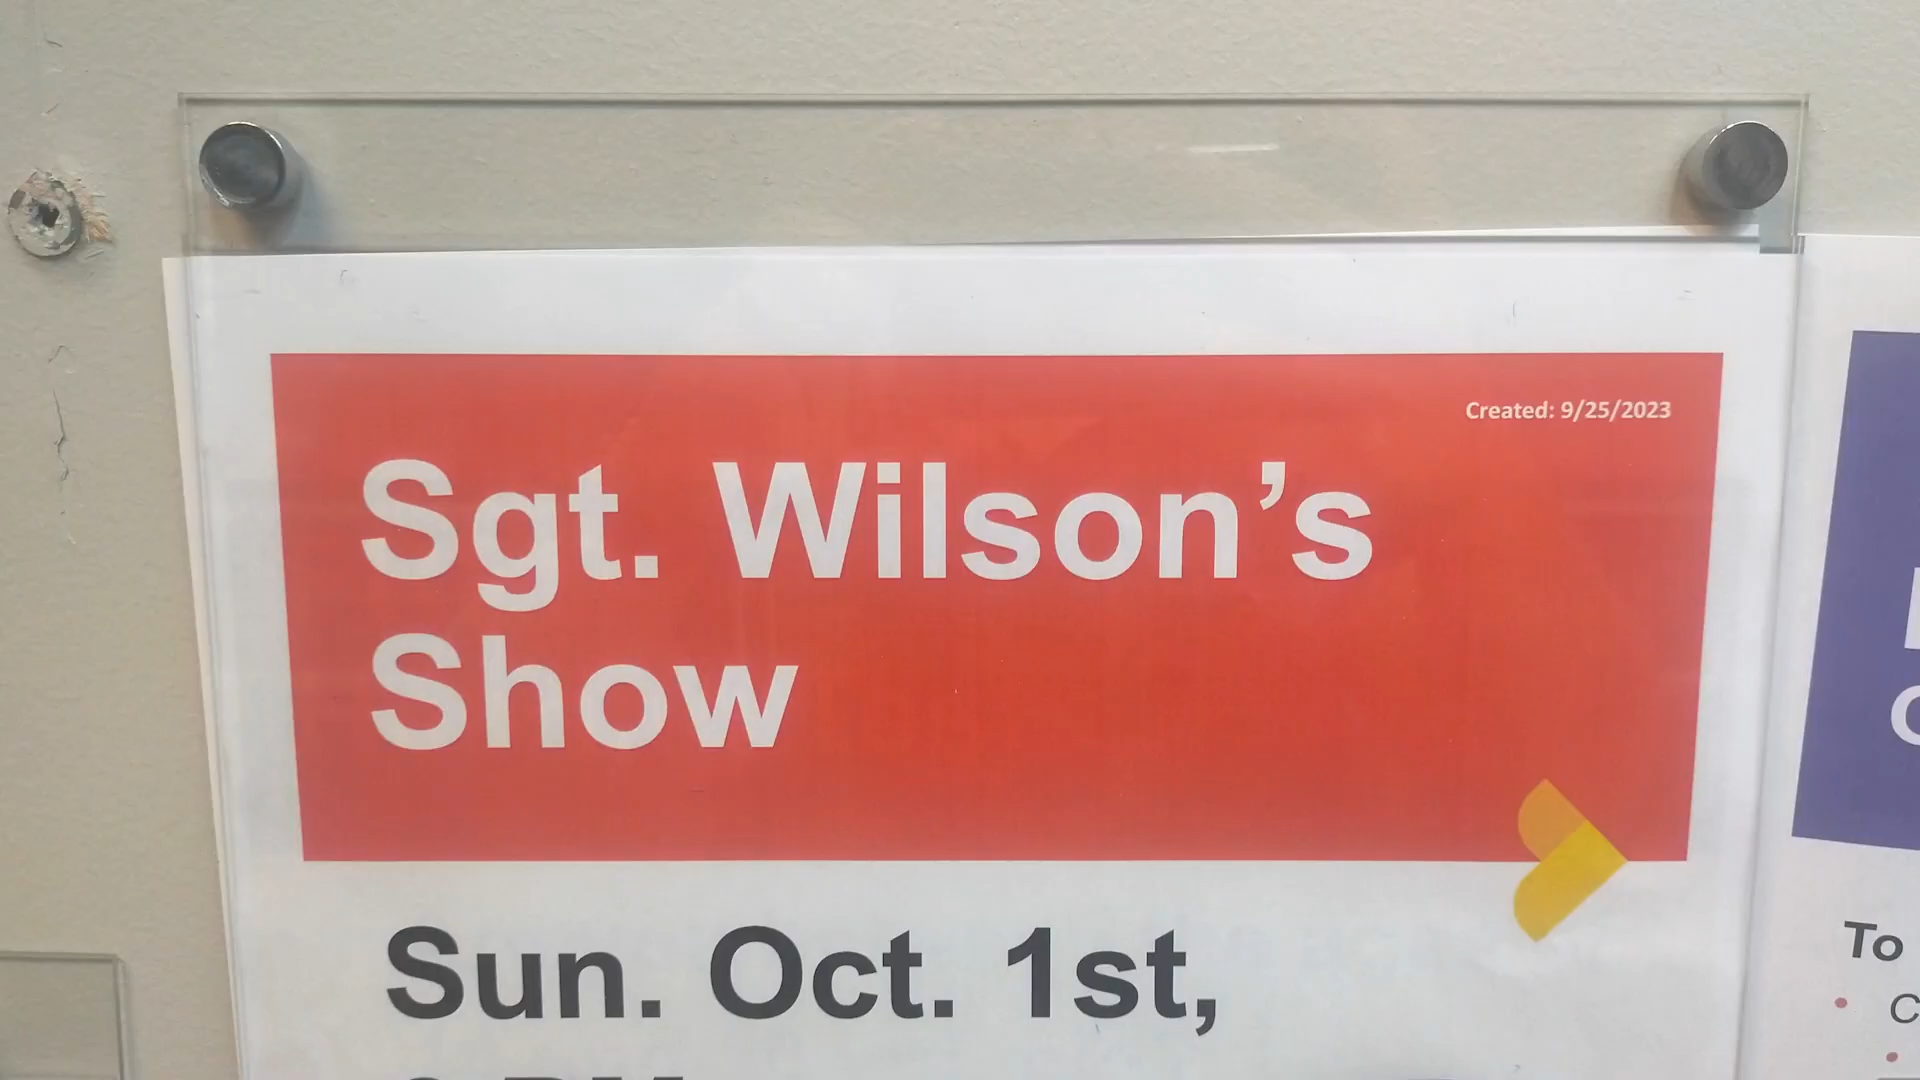 Created: 9/25/2023
Sgt. Wilson’s
Show
Sun. Oct. 1st,
To